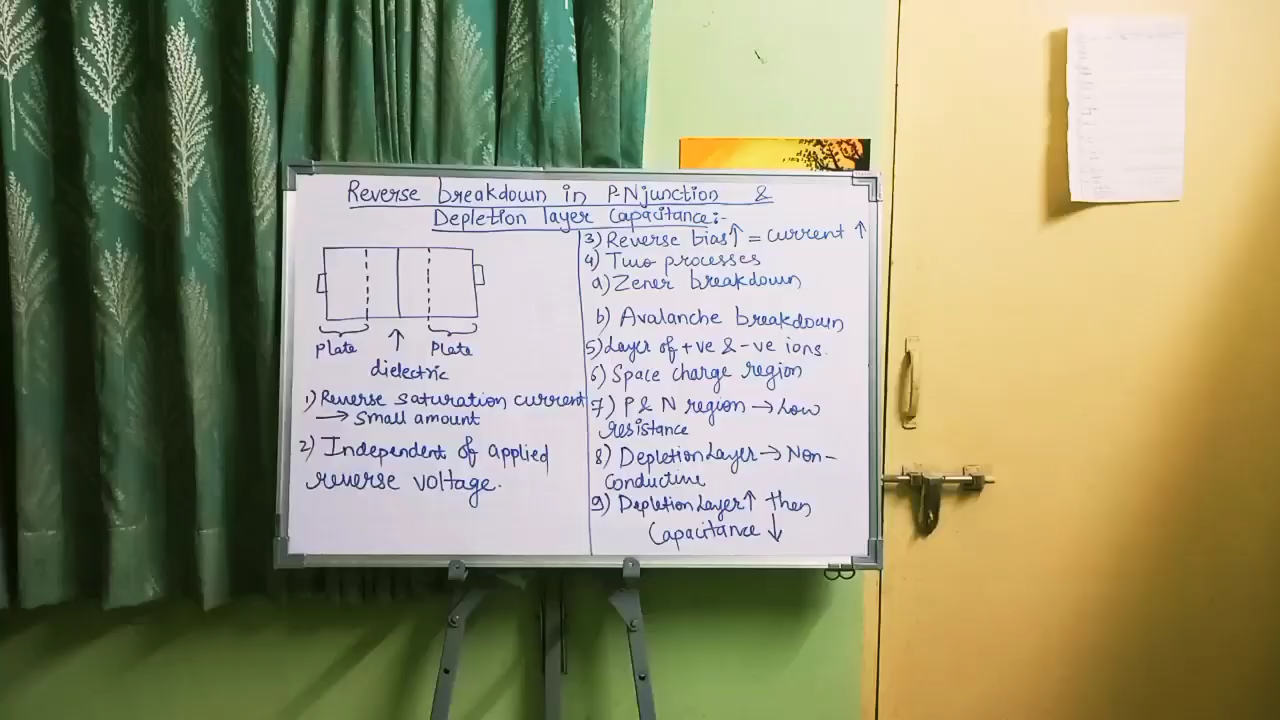 Reverse breakdown in P-N junction &
Depletion layer Capacitance:-
plate
Plate
dielectric
1) Reverse saturation current
→ Small amount
2) Independent of applied
reverse voltage.
3) Reverse bias↑ = current ↑
4) Two processes
a) Zener breakdown
b) Avalanche breakdown
5) Layer of +ve & -ve ions.
6) Space charge region
7) P & N region → Low
resistance
8) Depletion Layer → Non-
Conductive
9) Depletion Layer↑ then
Capacitance ↓